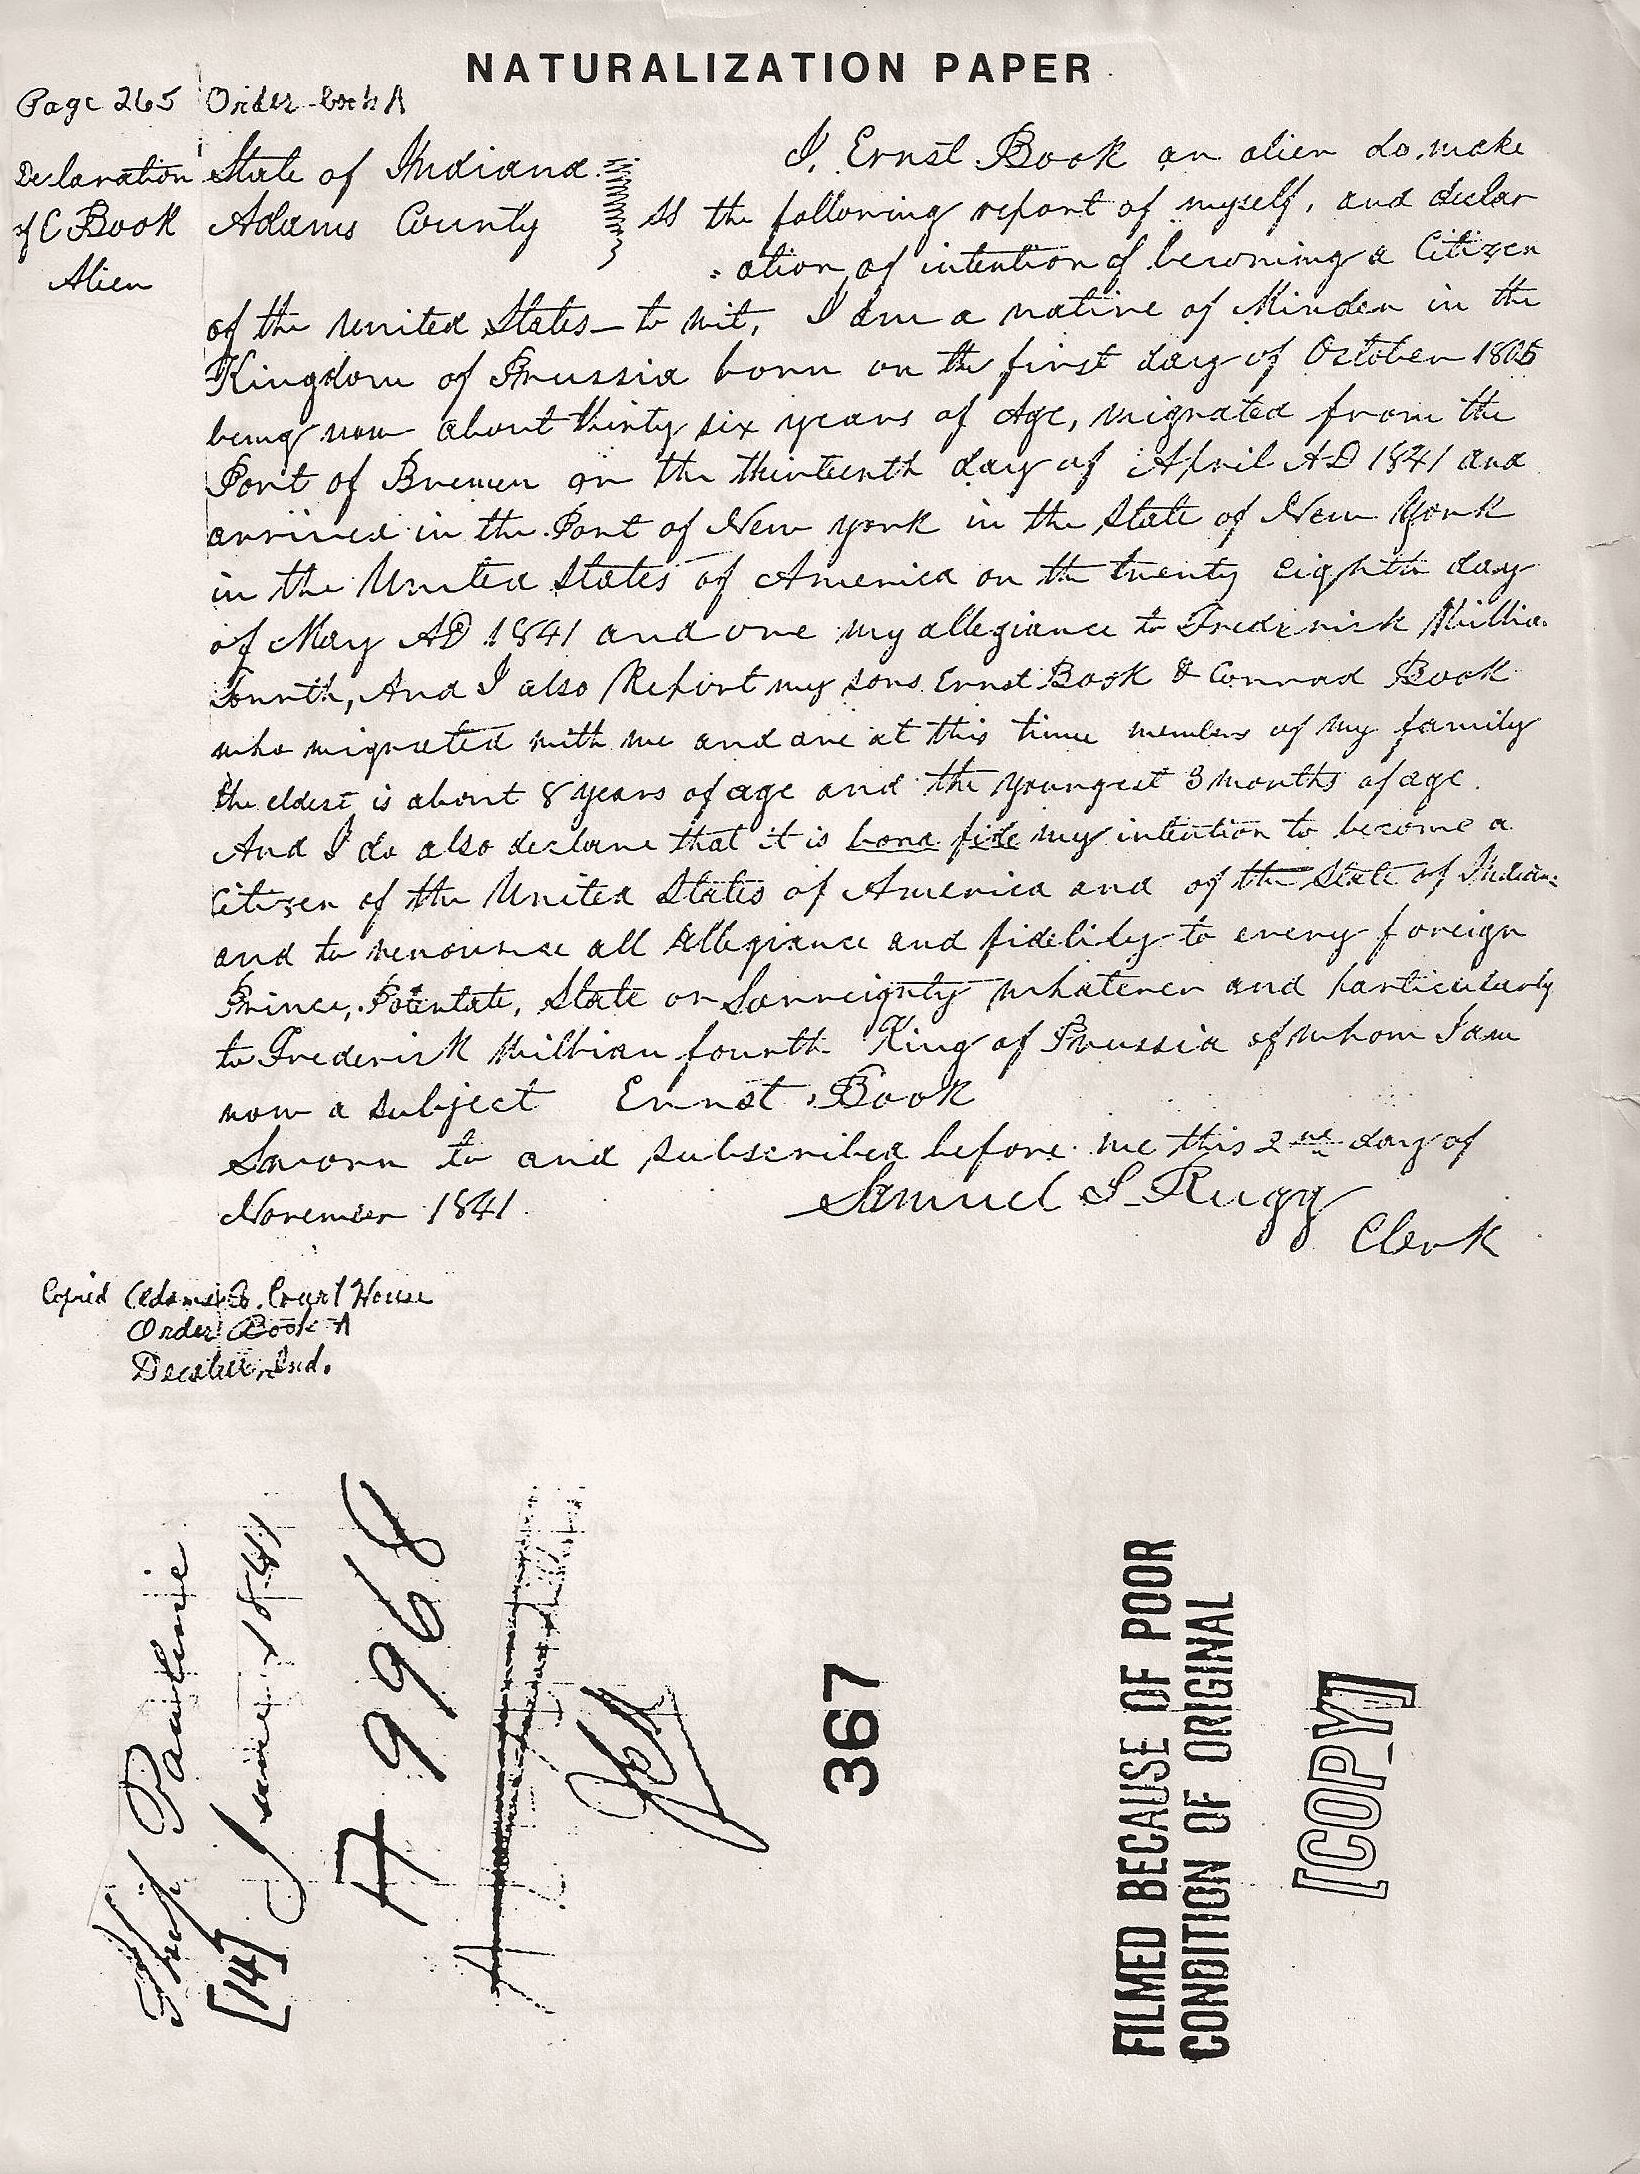 NATURALIZATION PAPER
Page 265 Order book A
Declaration of E Book Alien
State of Indiana
Adams County ss
I, Ernst Book an alien do make
the following report of myself, and declar
ation of intention of becoming a Citizen
of the United States – to wit, I am a native of Minden in the
Kingdom of Prussia born on the first day of October 1805
being now about thirty six years of Age, migrated from the
Port of Bremen on the thirteenth day of April AD 1841 and
arrived in the Port of New york in the State of New York
in the United States of America on the twenty eighth day
of May AD 1841 and owe my allegiance to Frederick William
Fourth, And I also Report my sons Ernst Book & Conrad Book
who migrated with me and are at this time members of my family
the eldest is about 8 years of age and the youngest 3 months of age.
And I do also declare that it is bona fide my intention to become a
Citizen of the United States of America and of the State of Indiana
and to renounce all Allegiance and fidelity to every foreign
Prince, Potentate, State or Sovreignty whatever and particularly
to Frederick William fourth King of Prussia of whom I am
now a subject Ernst Book
Sworn to and subscribed before me this 2nd day of
November 1841. Samuel S. Rugg
Clerk
Copied Adams Co. Court House
Order Book A
Decatur, Ind.
Ship Pauline
[14] June 1 1841
A 9968
367
FILMED BECAUSE OF POOR
CONDITION OF ORIGINAL
[COPY]